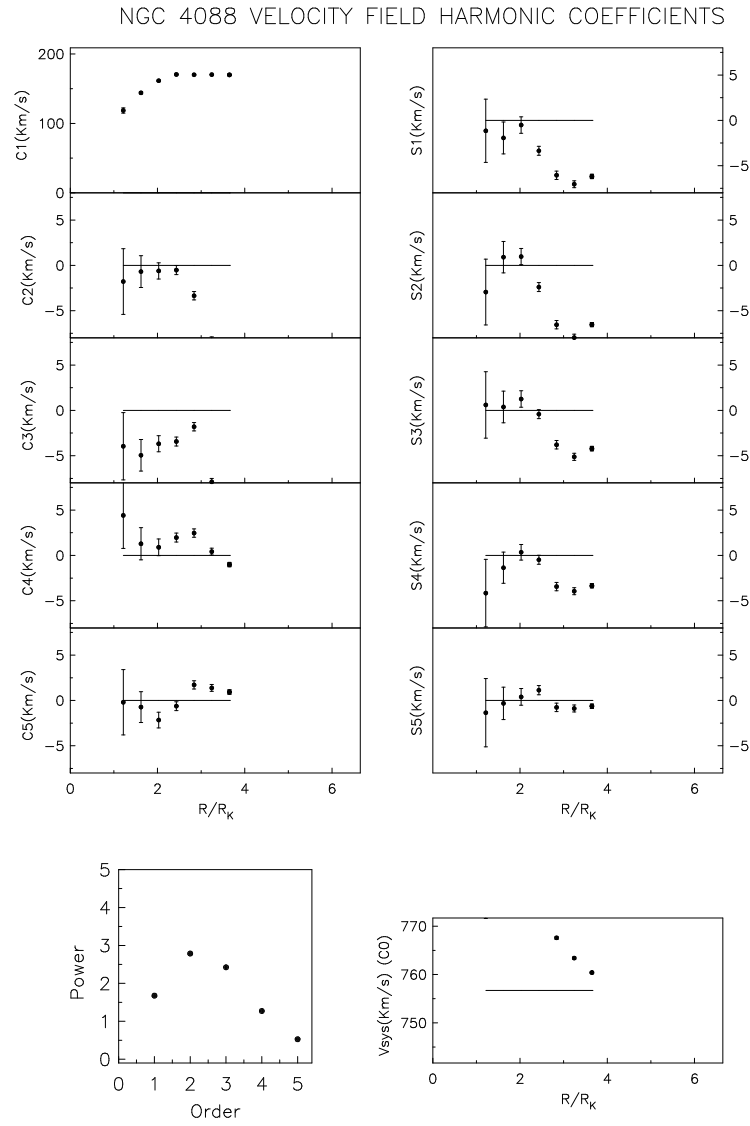 NGC 4088 VELOCITY FIELD HARMONIC COEFFICIENTS
200
100
0
C1(Km/s)
S1(Km/s)
5
0
−5
5
0
−5
C2(Km/s)
S2(Km/s)
5
0
−5
5
0
−5
C3(Km/s)
S3(Km/s)
5
0
−5
5
0
−5
C4(Km/s)
S4(Km/s)
5
0
−5
5
0
−5
C5(Km/s)
S5(Km/s)
5
0
−5
0 2 4 6
R/RK
0 2 4 6
R/RK
5
4
3
2
1
0
Power
0 1 2 3 4 5
Order
770
760
750
Vsys(Km/s) (C0)
0 2 4 6
R/RK